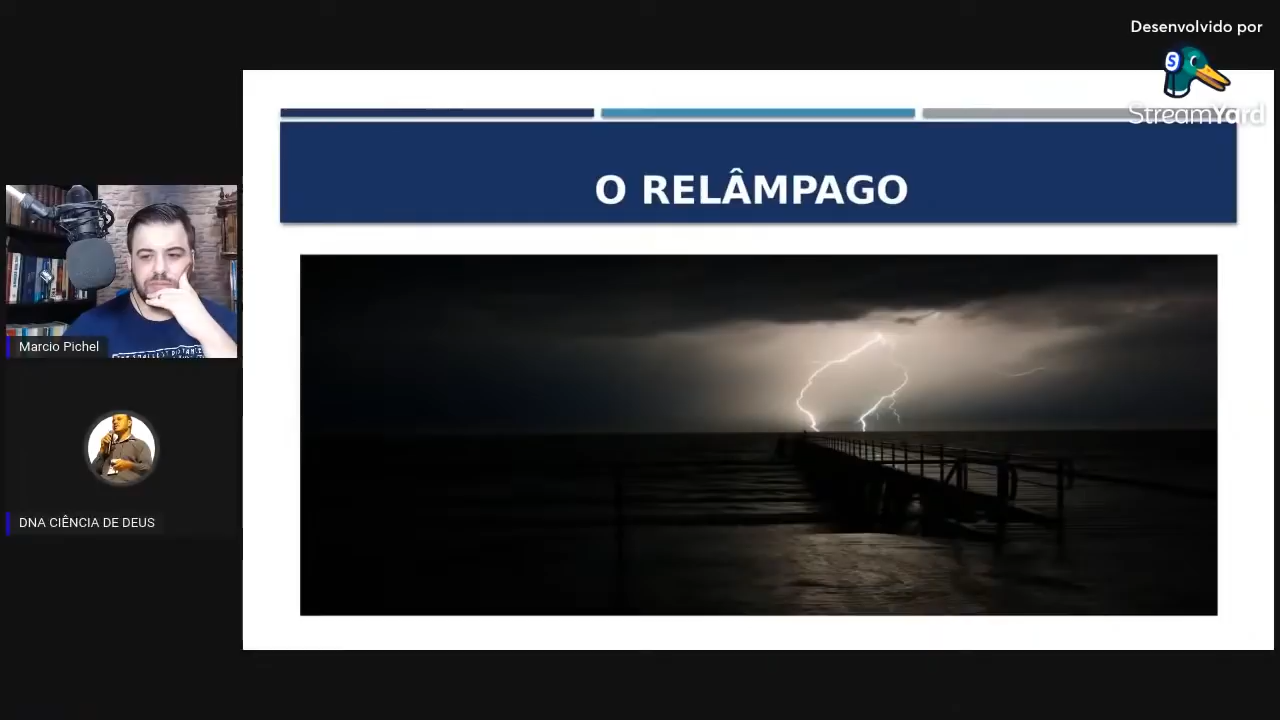 Desenvolvido por
S
StreamYard
O RELÂMPAGO
Marcio Pichel
DNA CIÊNCIA DE DEUS